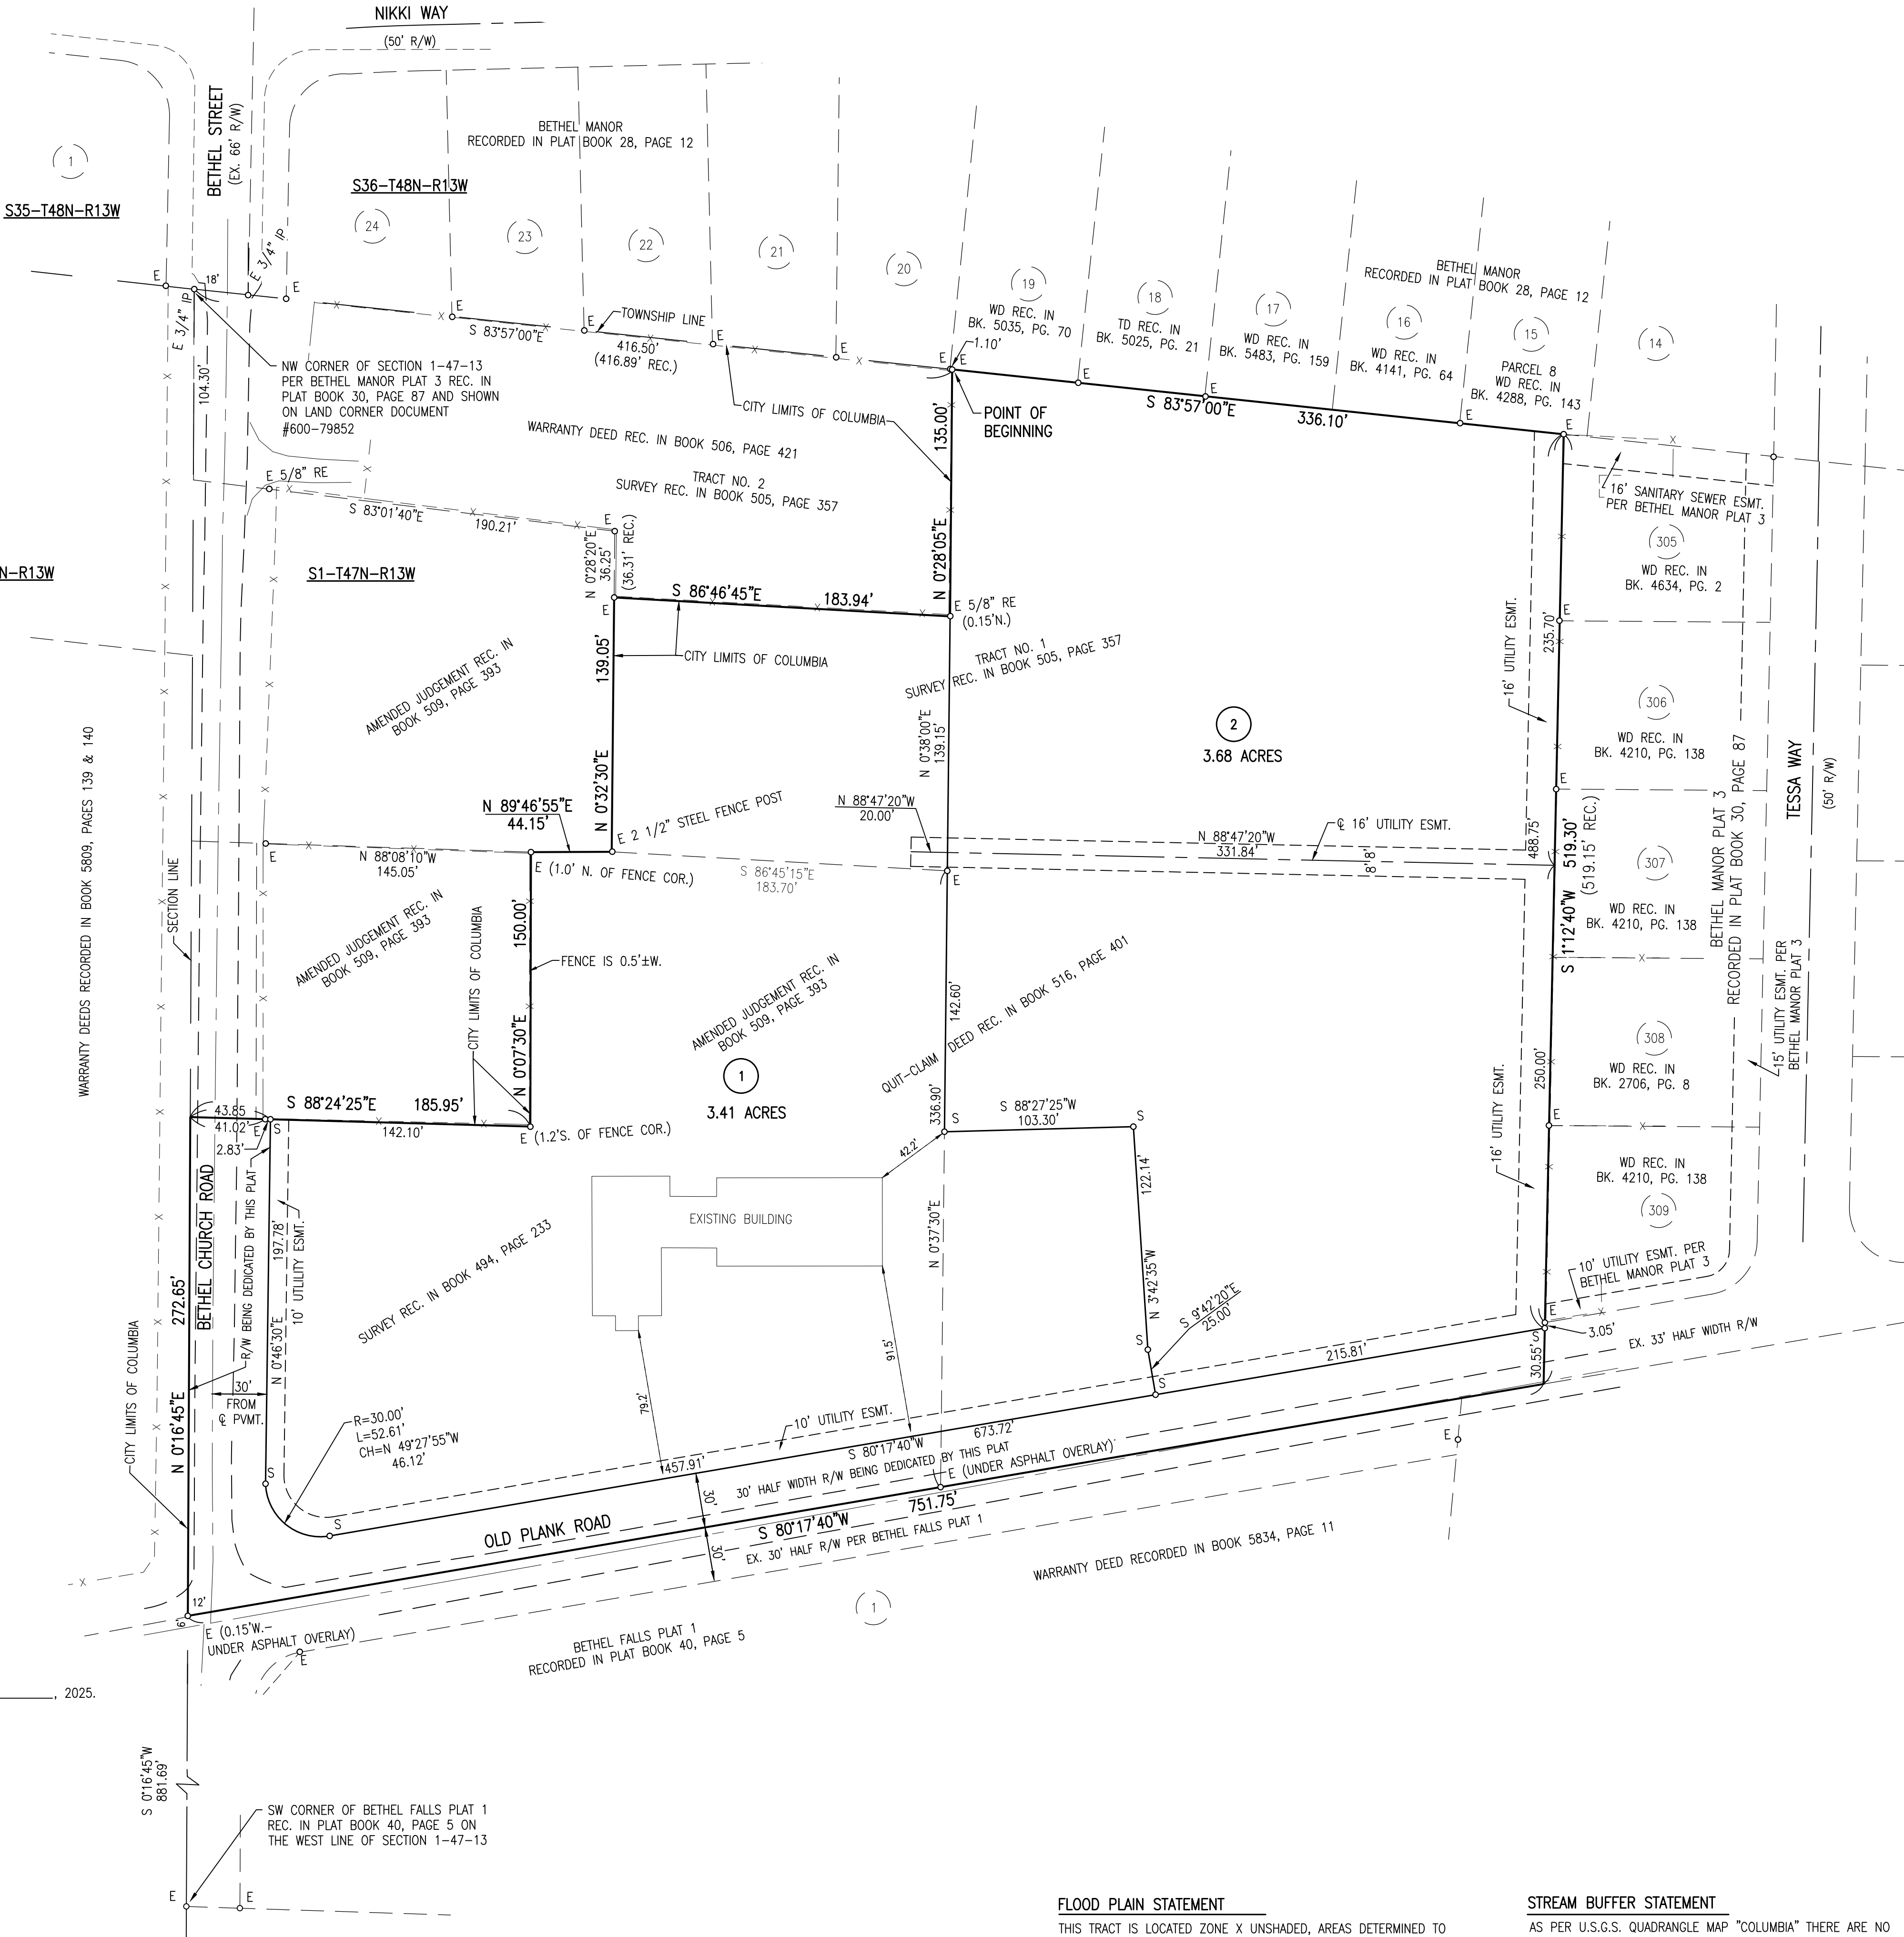 NIKKI WAY
(50' R/W)
BETHEL STREET
(EX. 66' R/W)
BETHEL MANOR
RECORDED IN PLAT BOOK 28, PAGE 12
1
S35-T48N-R13W
S36-T48N-R13W
24
23
22
21
20
19
WD REC. IN
BK. 5035, PG. 70
18
TD REC. IN
BK. 5025, PG. 21
17
WD REC. IN
BK. 5483, PG. 159
16
WD REC. IN
BK. 4141, PG. 64
15
PARCEL 8
WD REC. IN
BK. 4288, PG. 143
14
BETHEL MANOR
RECORDED IN PLAT BOOK 28, PAGE 12
E
18'
E 3/4" IP
E
E 3/4" IP
104.30'
NW CORNER OF SECTION 1-47-13
PER BETHEL MANOR PLAT 3 REC. IN
PLAT BOOK 30, PAGE 87 AND SHOWN
ON LAND CORNER DOCUMENT
#600-79852
E
S 83°57'00"E
E
TOWNSHIP LINE
416.50'
(416.89' REC.)
E
E
E E
1.10'
CITY LIMITS OF COLUMBIA
POINT OF
BEGINNING
E
E
S 83°57'00"E
336.10'
E
E
WARRANTY DEED REC. IN BOOK 506, PAGE 421
TRACT NO. 2
SURVEY REC. IN BOOK 505, PAGE 357
135.00'
N 0°28'05"E
E 5/8" RE
S 83°01'40"E
190.21'
E
N 0°28'20"E
36.25'
(36.31' REC.)
16' SANITARY SEWER ESMT.
PER BETHEL MANOR PLAT 3
305
WD REC. IN
BK. 4634, PG. 2
N-R13W
S1-T47N-R13W
E
S 86°46'45"E
183.94'
E 5/8" RE
(0.15'N.)
CITY LIMITS OF COLUMBIA
139.05'
N 0°32'30"E
AMENDED JUDGEMENT REC. IN
BOOK 509, PAGE 393
TRACT NO. 1
SURVEY REC. IN BOOK 505, PAGE 357
N 0°38'00"E
139.15'
2
3.68 ACRES
16' UTILITY ESMT.
235.70'
E
306
WD REC. IN
BK. 4210, PG. 138
TESSA WAY
(50' R/W)
WARRANTY DEEDS RECORDED IN BOOK 5809, PAGES 139 & 140
SECTION LINE
N 89°46'55"E
44.15'
E 2 1/2" STEEL FENCE POST
N 88°47'20"W
20.00'
N 88°47'20"W
331.84'
℄ 16' UTILITY ESMT.
8' 8'
488.75'
S 1°12'40"W 519.30'
(519.15' REC.)
E
307
WD REC. IN
BK. 4210, PG. 138
BETHEL MANOR PLAT 3
RECORDED IN PLAT BOOK 30, PAGE 87
E
N 88°08'10"W
145.05'
E (1.0' N. OF FENCE COR.)
S 86°45'15"E
183.70'
E
AMENDED JUDGEMENT REC. IN
BOOK 509, PAGE 393
CITY LIMITS OF COLUMBIA
150.00'
N 0°07'30"E
FENCE IS 0.5'±W.
AMENDED JUDGEMENT REC. IN
BOOK 509, PAGE 393
142.60'
QUIT-CLAIM DEED REC. IN BOOK 516, PAGE 401
15' UTILITY ESMT. PER
BETHEL MANOR PLAT 3
250.00'
308
WD REC. IN
BK. 2706, PG. 8
1
3.41 ACRES
43.85
41.02'
E
S
2.83'
S 88°24'25"E
185.95'
142.10'
E (1.2'S. OF FENCE COR.)
336.90'
S
S 88°27'25"W
103.30'
S
16' UTILITY ESMT.
E
WD REC. IN
BK. 4210, PG. 138
309
BETHEL CHURCH ROAD
R/W BEING DEDICATED BY THIS PLAT
197.78'
N 0°46'30"E
10' UTLILITY ESMT.
42.2'
EXISTING BUILDING
122.14'
N 3°42'35"W
N 0°37'30"E
SURVEY REC. IN BOOK 494, PAGE 233
272.65'
N 0°16'45"E
CITY LIMITS OF COLUMBIA
30'
FROM
℄ PVMT.
S 9°42'20"E
25.00'
10' UTILITY ESMT. PER
BETHEL MANOR PLAT 3
E
3.05'
S
30.55'
EX. 33' HALF WIDTH R/W
215.81'
S
S
91.5'
79.2'
R=30.00'
L=52.61'
CH=N 49°27'55"W
46.12'
10' UTILITY ESMT.
673.72'
S 80°17'40"W
457.91'
30' HALF WIDTH R/W BEING DEDICATED BY THIS PLAT
E (UNDER ASPHALT OVERLAY)
E
S
S
30'
OLD PLANK ROAD
S 80°17'40"W
751.75'
30'
EX. 30' HALF R/W PER BETHEL FALLS PLAT 1
WARRANTY DEED RECORDED IN BOOK 5834, PAGE 11
1
12'
6'
E (0.15'W.-
UNDER ASPHALT OVERLAY)
E
BETHEL FALLS PLAT 1
RECORDED IN PLAT BOOK 40, PAGE 5
, 2025.
S 0°16'45"W
881.69'
SW CORNER OF BETHEL FALLS PLAT 1
REC. IN PLAT BOOK 40, PAGE 5 ON
THE WEST LINE OF SECTION 1-47-13
E
E
FLOOD PLAIN STATEMENT
THIS TRACT IS LOCATED ZONE X UNSHADED, AREAS DETERMINED TO
STREAM BUFFER STATEMENT
AS PER U.S.G.S. QUADRANGLE MAP "COLUMBIA" THERE ARE NO